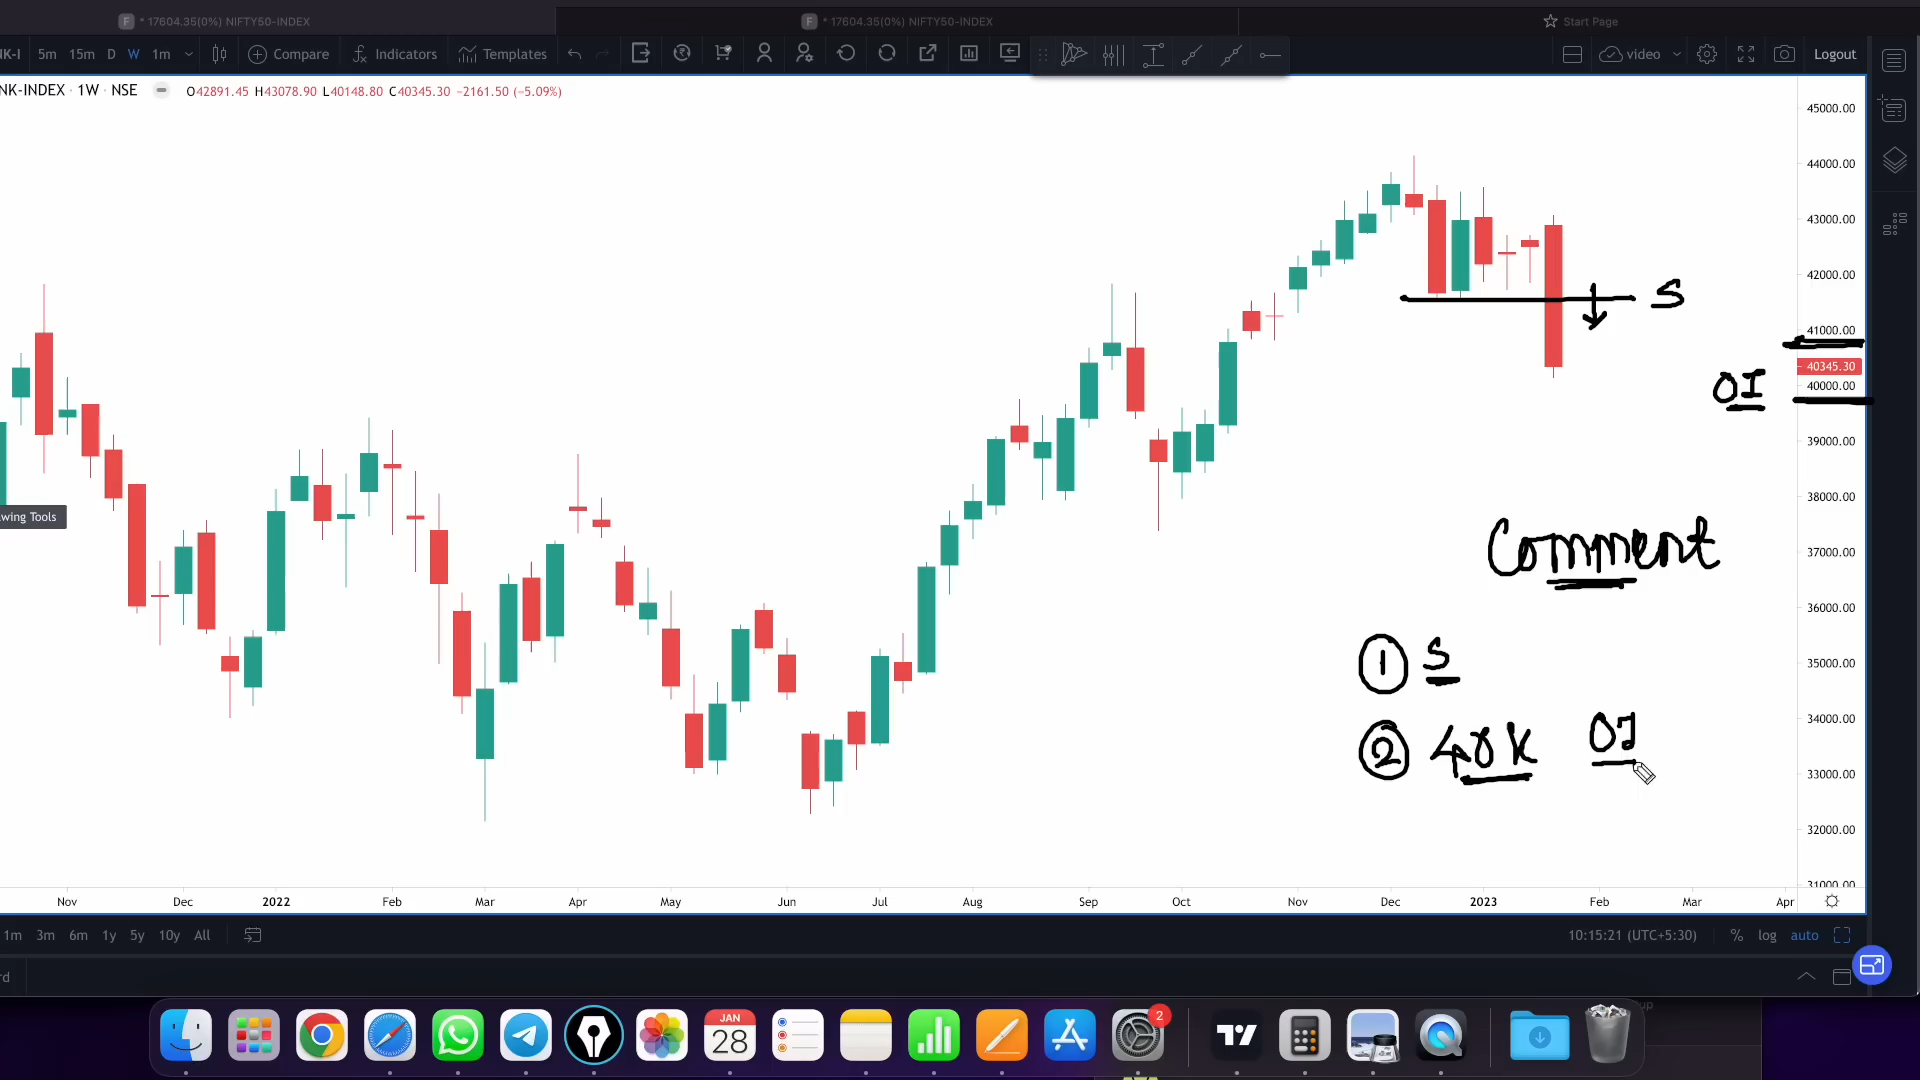 * 17604.35(0%) NIFTY50-INDEX
* 17604.35(0%) NIFTY50-INDEX
Start Page
NK-I 5m 15m D W 1m Compare Indicators Templates
video Logout
NK-INDEX · 1W · NSE O42891.45 H43078.90 L40148.80 C40345.30 −2161.50 (−5.09%)
45000.00
44000.00
43000.00
42000.00
S
41000.00
40345.30
40000.00
OI
39000.00
38000.00
wing Tools
Comment
37000.00
36000.00
1 S
35000.00
34000.00
2 40K OI
33000.00
32000.00
31000.00
Nov Dec 2022 Feb Mar Apr May Jun Jul Aug Sep Oct Nov Dec 2023 Feb Mar Apr
1m 3m 6m 1y 5y 10y All
10:15:21 (UTC+5:30) % log auto
rd
up
JAN
28
2